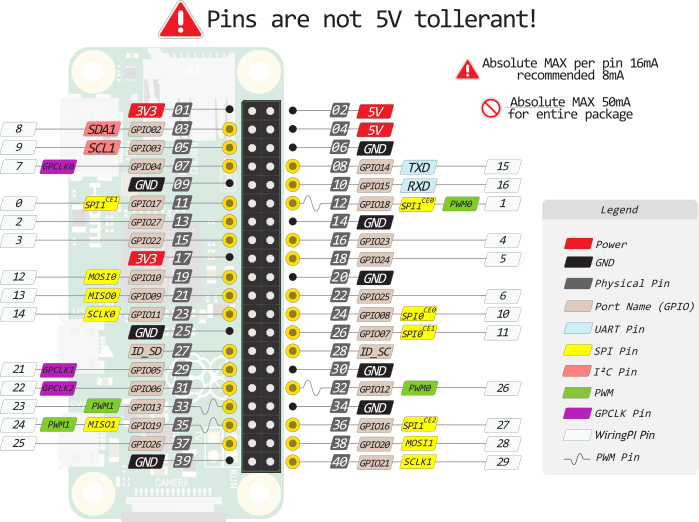 Pins are not 5V tollerant!
Absolute MAX per pin 16mA
recommended 8mA
Absolute MAX 50mA
for entire package
3V3 01 02 5V
8 SDA1 GPIO02 03 04 5V
9 SCL1 GPIO03 05 06 GND
7 GPCLK0 GPIO04 07 08 GPIO14 TXD 15
GND 09 10 GPIO15 RXD 16
0 SPI1 CE1 GPIO17 11 12 GPIO18 SPI1 CE0 PWM0 1
2 GPIO27 13 14 GND
3 GPIO22 15 16 GPIO23 4
3V3 17 18 GPIO24 5
12 MOSI0 GPIO10 19 20 GND
13 MISO0 GPIO09 21 22 GPIO25 6
14 SCLK0 GPIO11 23 24 GPIO08 SPI0 CE0 10
GND 25 26 GPIO07 SPI0 CE1 11
ID_SD 27 28 ID_SC
21 GPCLK1 GPIO05 29 30 GND
22 GPCLK2 GPIO06 31 32 GPIO12 PWM0 26
23 PWM1 GPIO13 33 34 GND
24 PWM1 MISO1 GPIO19 35 36 GPIO16 SPI1 CE2 27
25 GPIO26 37 38 GPIO20 MOSI1 28
GND 39 40 GPIO21 SCLK1 29
CAMERA
RUN
Legend
Power
GND
Physical Pin
Port Name (GPIO)
UART Pin
SPI Pin
I²C Pin
PWM
GPCLK Pin
WiringPI Pin
PWM Pin